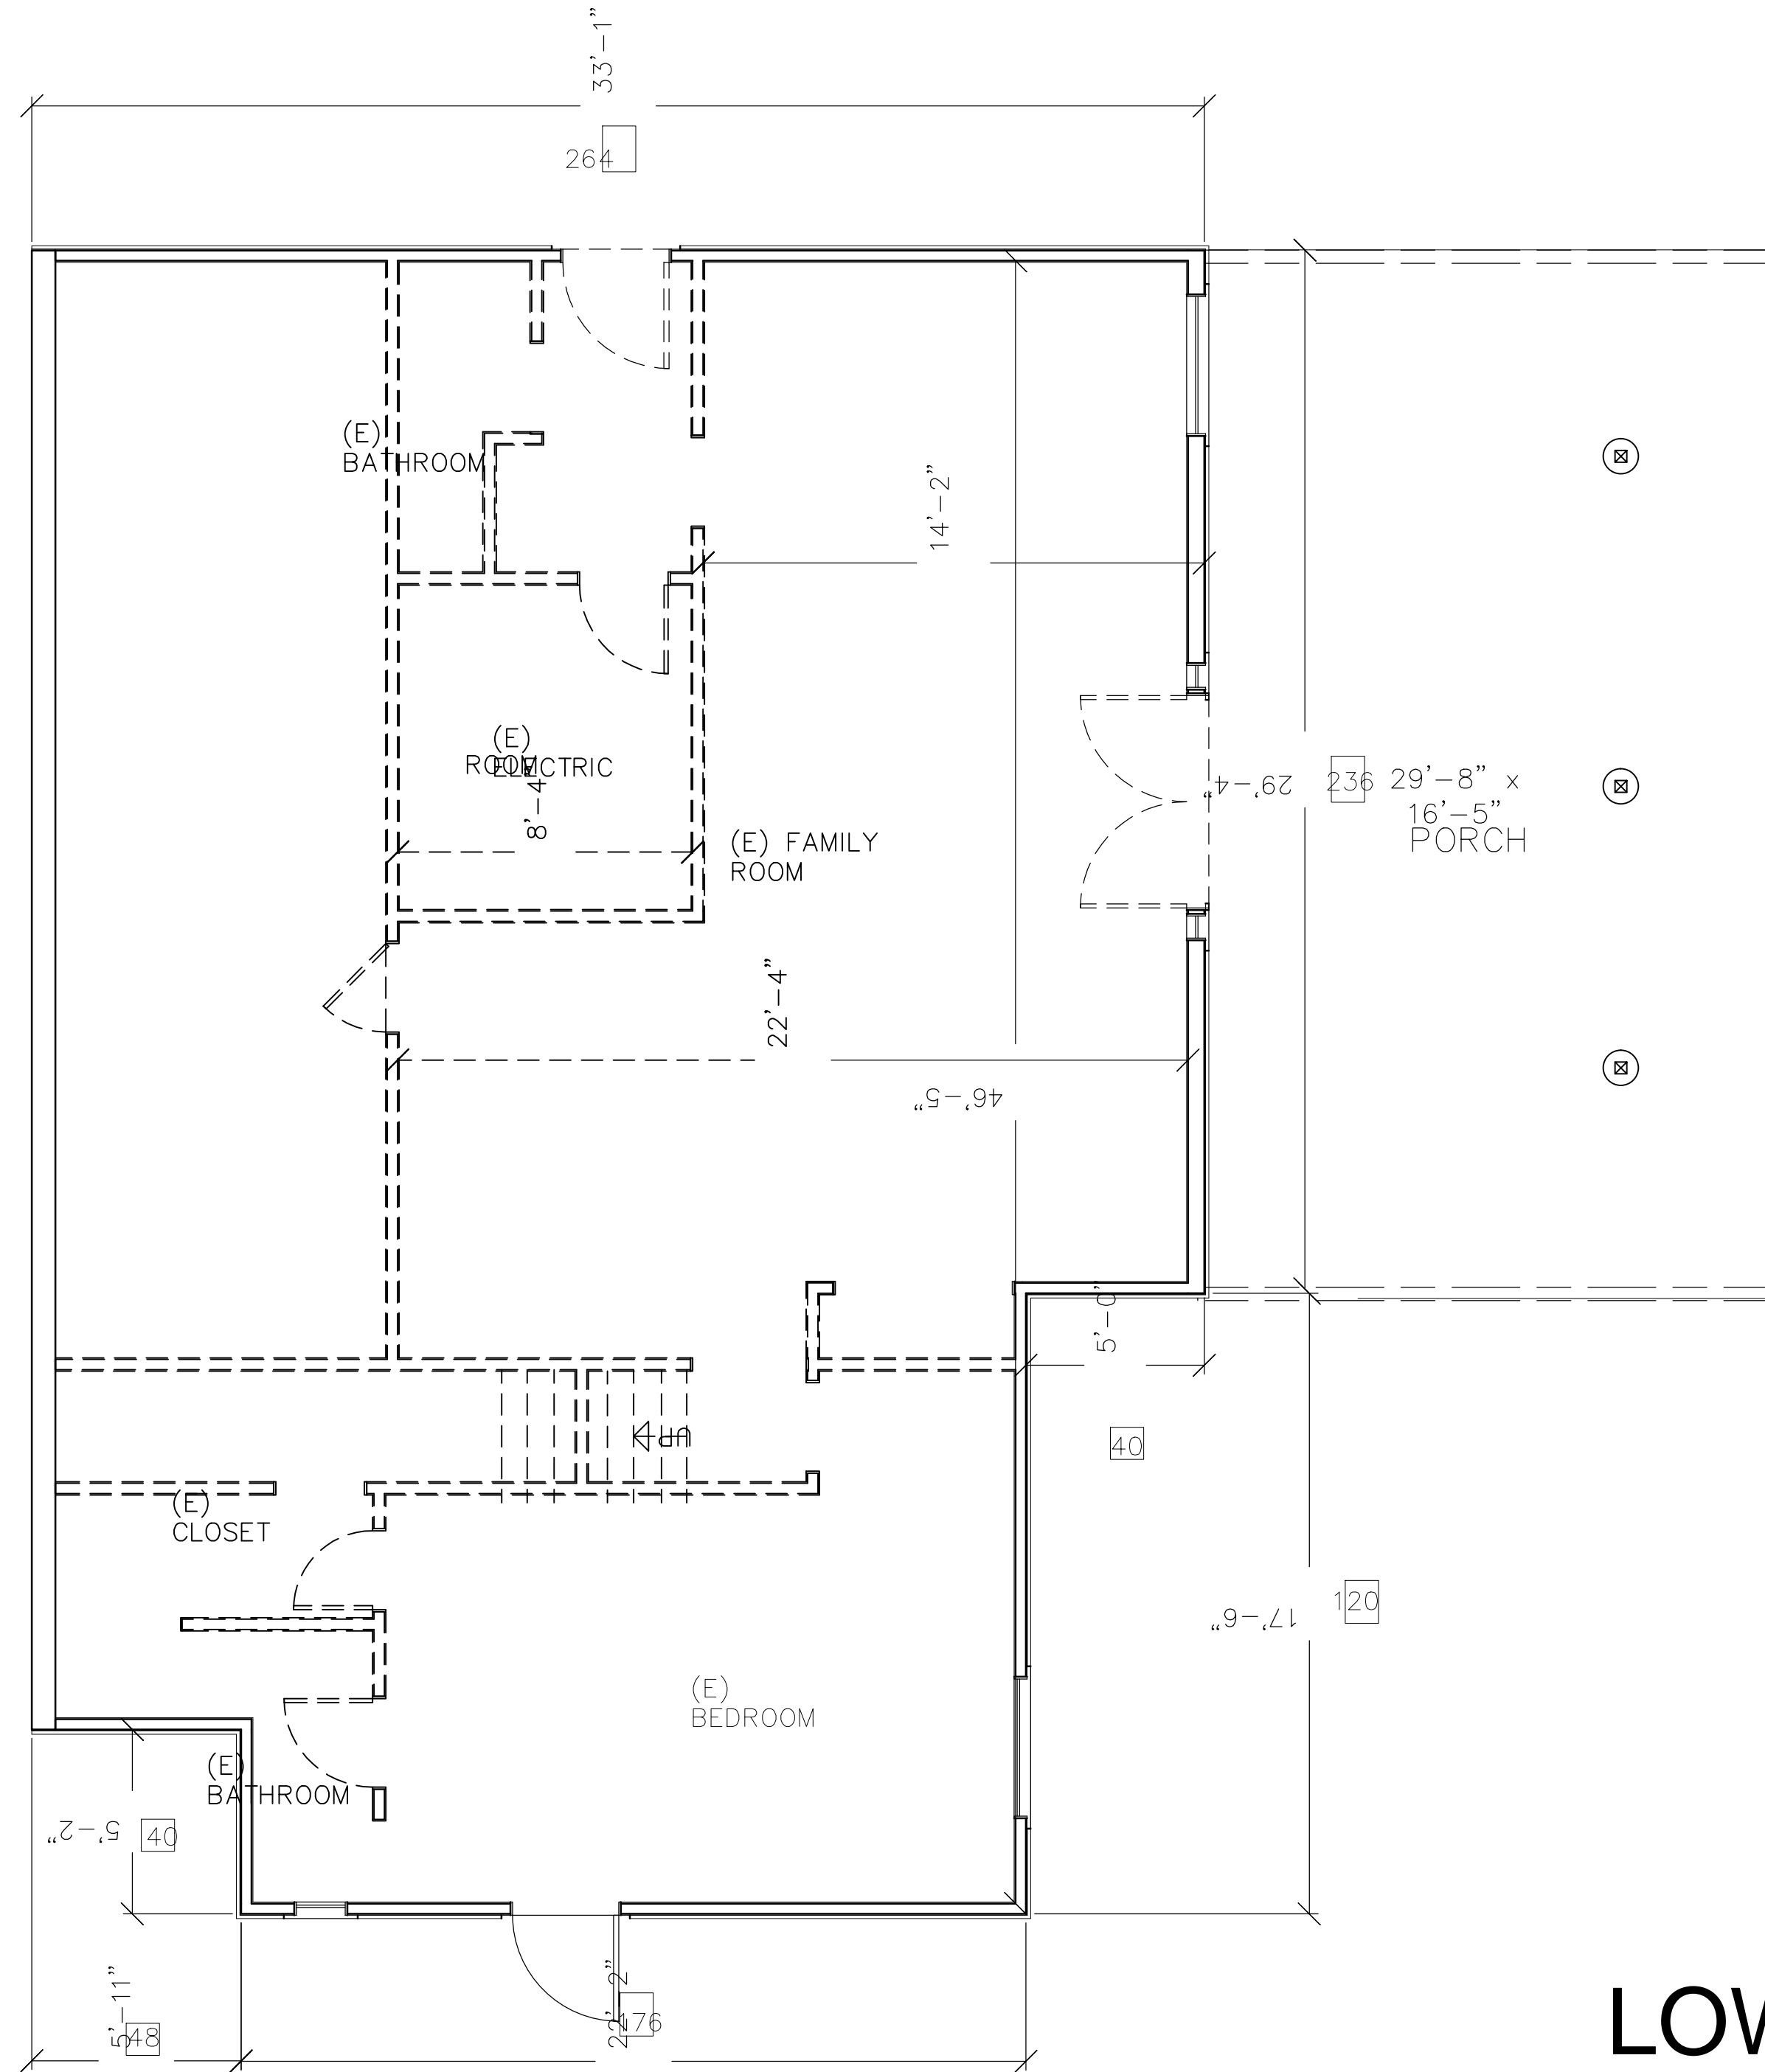 33'-1"
264
(E)
BATHROOM
14'-2"
(E)
ELECTRIC
ROOM
8'-4"
29'-4"
236
29'-8" x
16'-5"
PORCH
(E) FAMILY
ROOM
22'-4"
46'-5"
5'-0"
UP
40
(E)
CLOSET
17'-6"
120
(E)
BEDROOM
(E)
BATHROOM
5'-2"
40
5'-11"
48
22'-2"
176
LOW